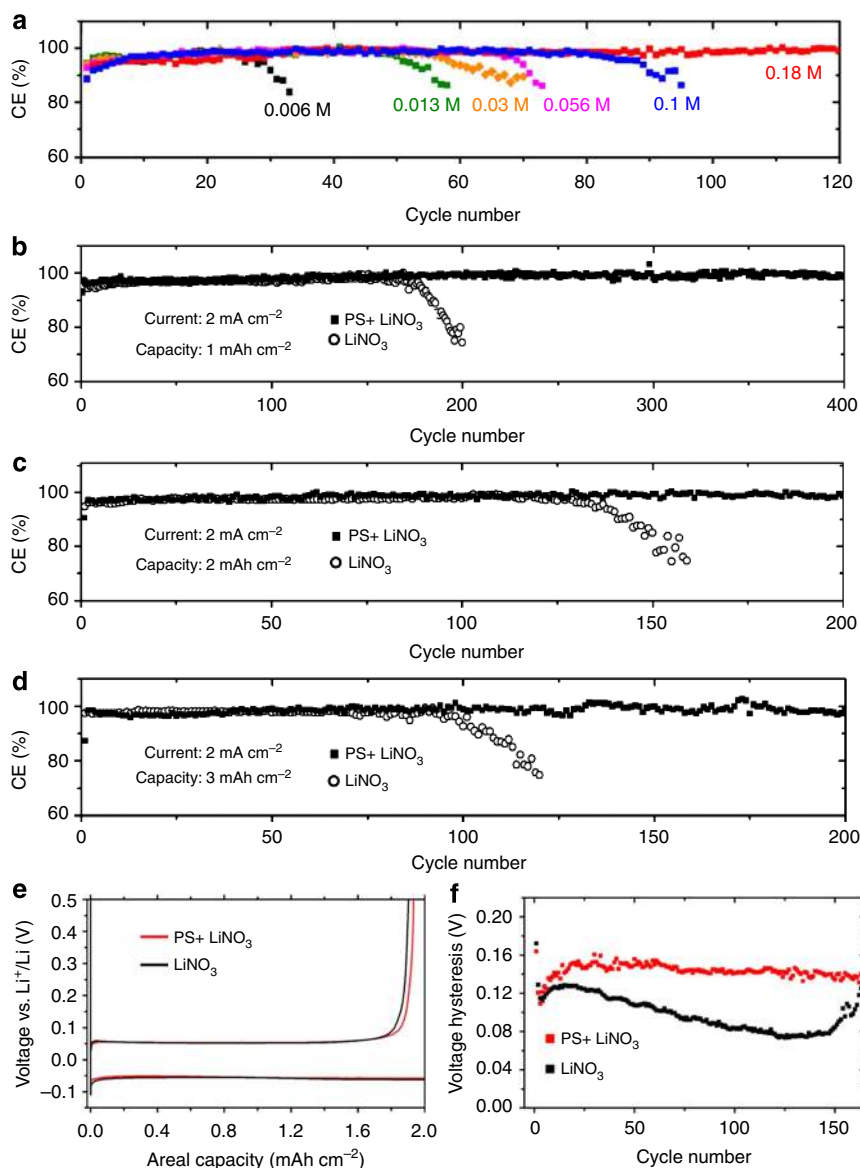 a
CE (%)
100
80
60
0.006 M
0.013 M
0.03 M
0.056 M
0.1 M
0.18 M
0
20
40
60
80
100
120
Cycle number
b
CE (%)
100
80
60
Current: 2 mA cm⁻²
Capacity: 1 mAh cm⁻²
PS+ LiNO₃
LiNO₃
0
100
200
300
400
Cycle number
c
CE (%)
100
80
60
Current: 2 mA cm⁻²
Capacity: 2 mAh cm⁻²
PS+ LiNO₃
LiNO₃
0
50
100
150
200
Cycle number
d
CE (%)
100
80
60
Current: 2 mA cm⁻²
Capacity: 3 mAh cm⁻²
PS+ LiNO₃
LiNO₃
0
50
100
150
200
Cycle number
e
Voltage vs. Li⁺/Li (V)
0.5
0.4
0.3
0.2
0.1
0.0
−0.1
PS+ LiNO₃
LiNO₃
0.0
0.4
0.8
1.2
1.6
2.0
Areal capacity (mAh cm⁻²)
f
Voltage hysteresis (V)
0.20
0.16
0.12
0.08
0.04
0.00
PS+ LiNO₃
LiNO₃
0
50
100
150
Cycle number